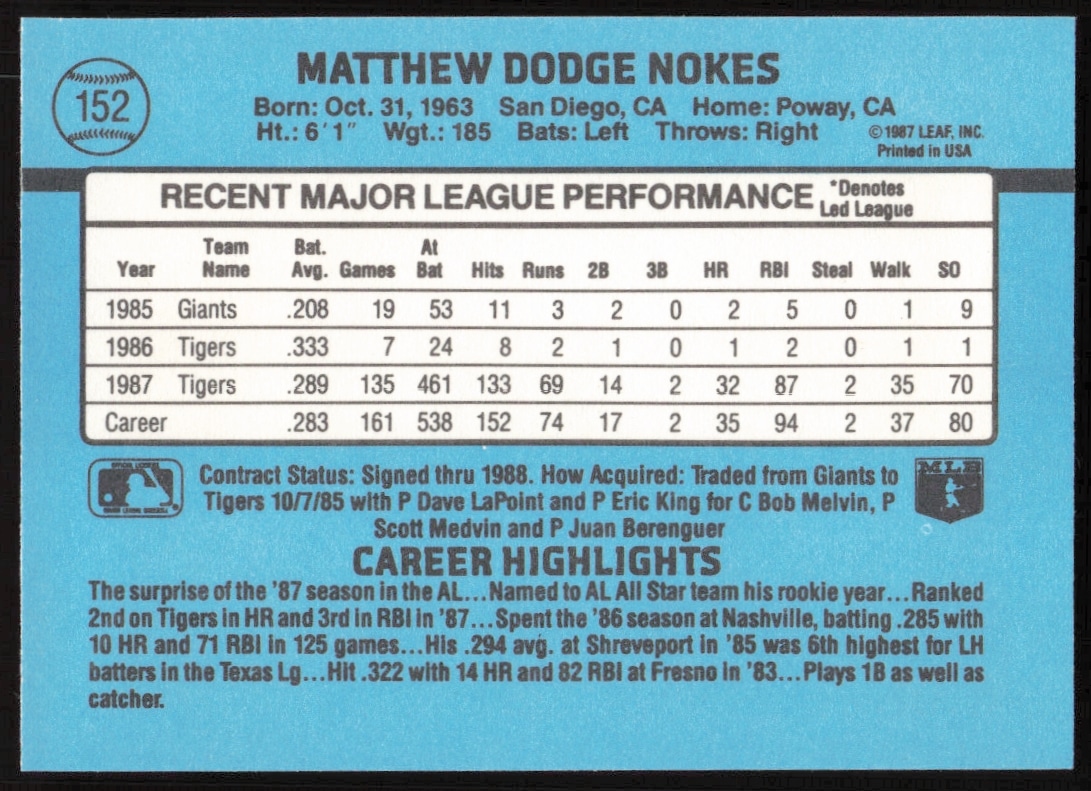 152
MATTHEW DODGE NOKES
Born: Oct. 31, 1963 San Diego, CA Home: Poway, CA
Ht.: 6'1" Wgt.: 185 Bats: Left Throws: Right
©1987 LEAF, INC.
Printed in USA
RECENT MAJOR LEAGUE PERFORMANCE *Denotes Led League
Year Team Name Bat. Avg. Games At Bat Hits Runs 2B 3B HR RBI Steal Walk SO
1985 Giants .208 19 53 11 3 2 0 2 5 0 1 9
1986 Tigers .333 7 24 8 2 1 0 1 2 0 1 1
1987 Tigers .289 135 461 133 69 14 2 32 87 2 35 70
Career .283 161 538 152 74 17 2 35 94 2 37 80
Contract Status: Signed thru 1988. How Acquired: Traded from Giants to
Tigers 10/7/85 with P Dave LaPoint and P Eric King for C Bob Melvin, P
Scott Medvin and P Juan Berenguer
MLB
CAREER HIGHLIGHTS
The surprise of the '87 season in the AL...Named to AL All Star team his rookie year...Ranked
2nd on Tigers in HR and 3rd in RBI in '87...Spent the '86 season at Nashville, batting .285 with
10 HR and 71 RBI in 125 games...His .294 avg. at Shreveport in '85 was 6th highest for LH
batters in the Texas Lg...Hit .322 with 14 HR and 82 RBI at Fresno in '83...Plays 1B as well as
catcher.